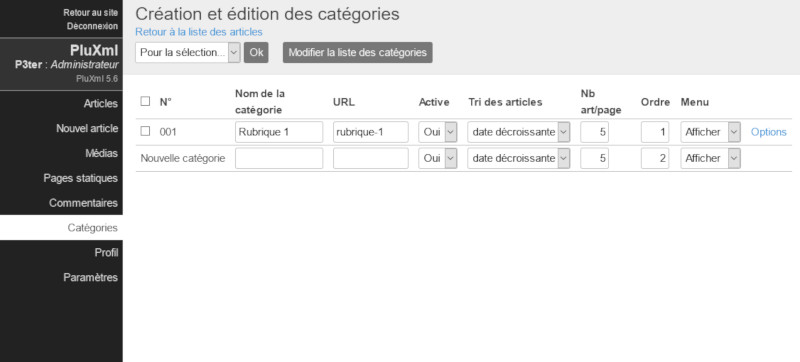 Retour au site
Déconnexion
PluXml
P3ter : Administrateur
PluXml 5.6
Articles
Nouvel article
Médias
Pages statiques
Commentaires
Catégories
Profil
Paramètres
Création et édition des catégories
Retour à la liste des articles
Pour la sélection... Ok Modifier la liste des catégories
N° Nom de la catégorie URL Active Tri des articles Nb art/page Ordre Menu
001 Rubrique 1 rubrique-1 Oui date décroissante 5 1 Afficher Options
Nouvelle catégorie Oui date décroissante 5 2 Afficher